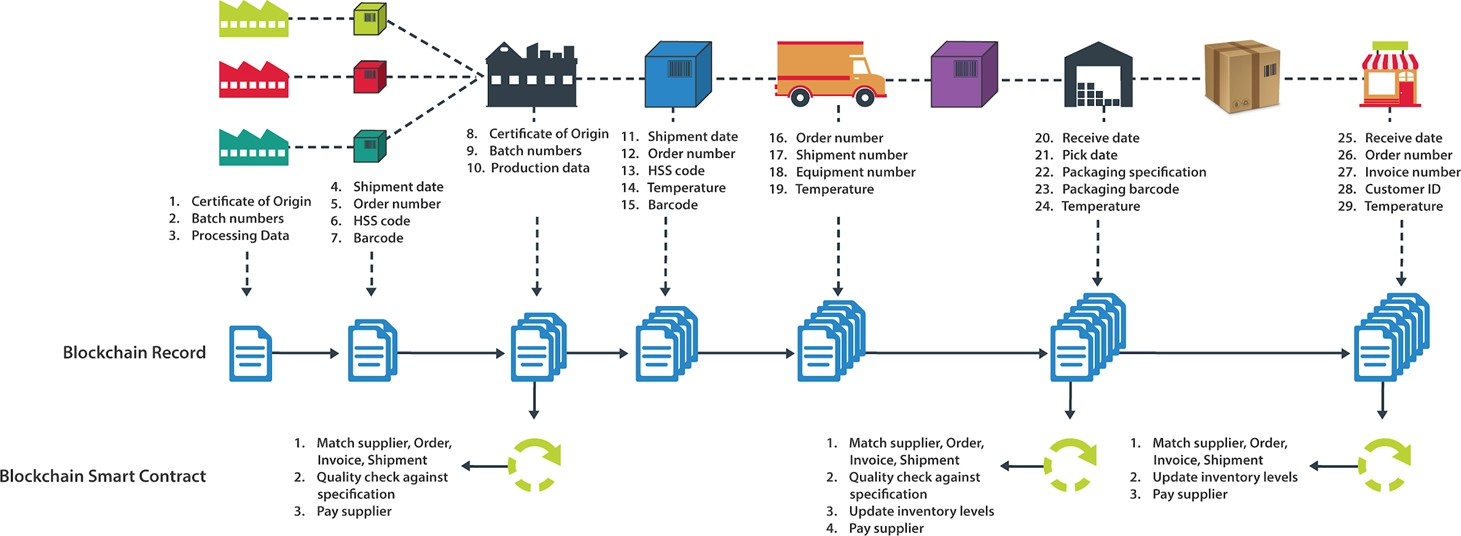 1. Certificate of Origin
2. Batch numbers
3. Processing Data
4. Shipment date
5. Order number
6. HSS code
7. Barcode
8. Certificate of Origin
9. Batch numbers
10. Production data
11. Shipment date
12. Order number
13. HSS code
14. Temperature
15. Barcode
16. Order number
17. Shipment number
18. Equipment number
19. Temperature
20. Receive date
21. Pick date
22. Packaging specification
23. Packaging barcode
24. Temperature
25. Receive date
26. Order number
27. Invoice number
28. Customer ID
29. Temperature
Blockchain Record
Blockchain Smart Contract
1. Match supplier, Order,
Invoice, Shipment
2. Quality check against
specification
3. Pay supplier
1. Match supplier, Order,
Invoice, Shipment
2. Quality check against
specification
3. Update inventory levels
4. Pay supplier
1. Match supplier, Order,
Invoice, Shipment
2. Update inventory levels
3. Pay supplier